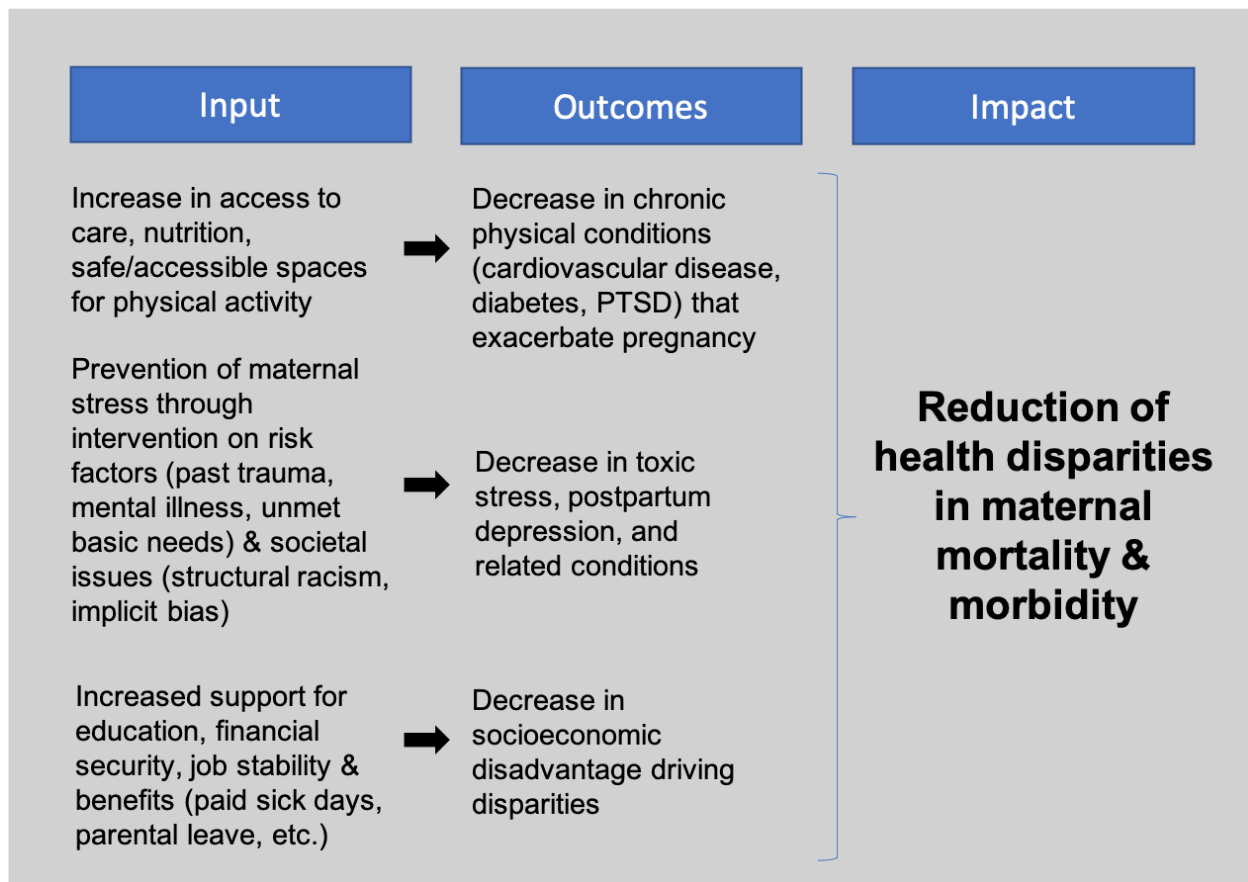 Input
Outcomes
Impact
Increase in access to
care, nutrition,
safe/accessible spaces
for physical activity
Decrease in chronic
physical conditions
(cardiovascular disease,
diabetes, PTSD) that
exacerbate pregnancy
Prevention of maternal
stress through
intervention on risk
factors (past trauma,
mental illness, unmet
basic needs) & societal
issues (structural racism,
implicit bias)
Decrease in toxic
stress, postpartum
depression, and
related conditions
Increased support for
education, financial
security, job stability &
benefits (paid sick days,
parental leave, etc.)
Decrease in
socioeconomic
disadvantage driving
disparities
Reduction of
health disparities
in maternal
mortality &
morbidity